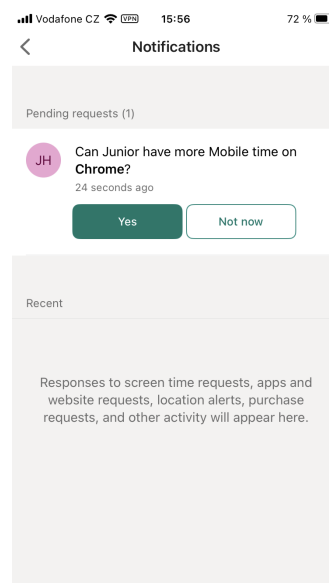 Vodafone CZ VPN 15:56 72 %
Notifications
Pending requests (1)
JH
Can Junior have more Mobile time on
Chrome?
24 seconds ago
Yes Not now
Recent
Responses to screen time requests, apps and
website requests, location alerts, purchase
requests, and other activity will appear here.